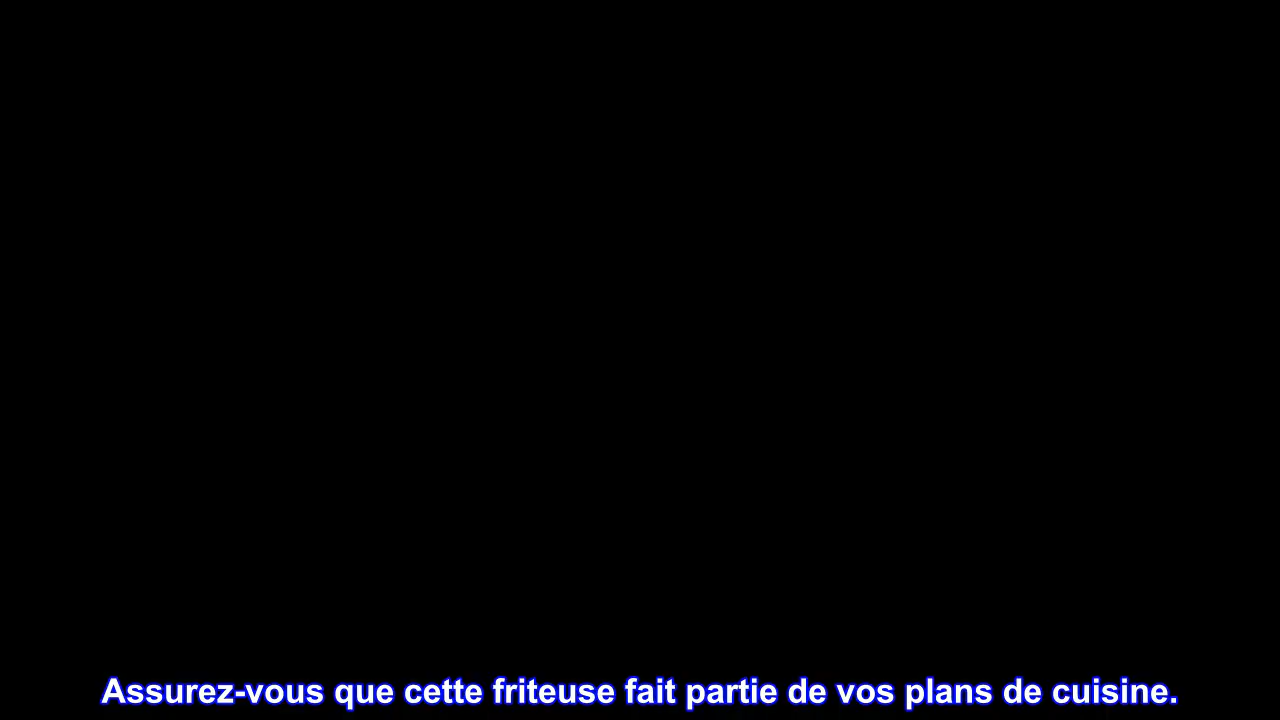 Assurez-vous que cette friteuse fait partie de vos plans de cuisine.